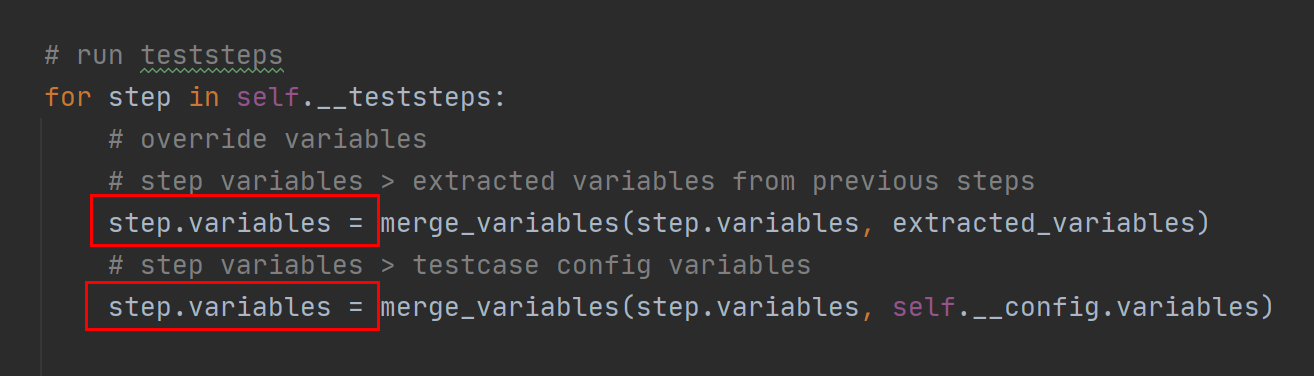 # run teststeps
for step in self.__teststeps:
# override variables
# step variables > extracted variables from previous steps
step.variables = merge_variables(step.variables, extracted_variables)
# step variables > testcase config variables
step.variables = merge_variables(step.variables, self.__config.variables)